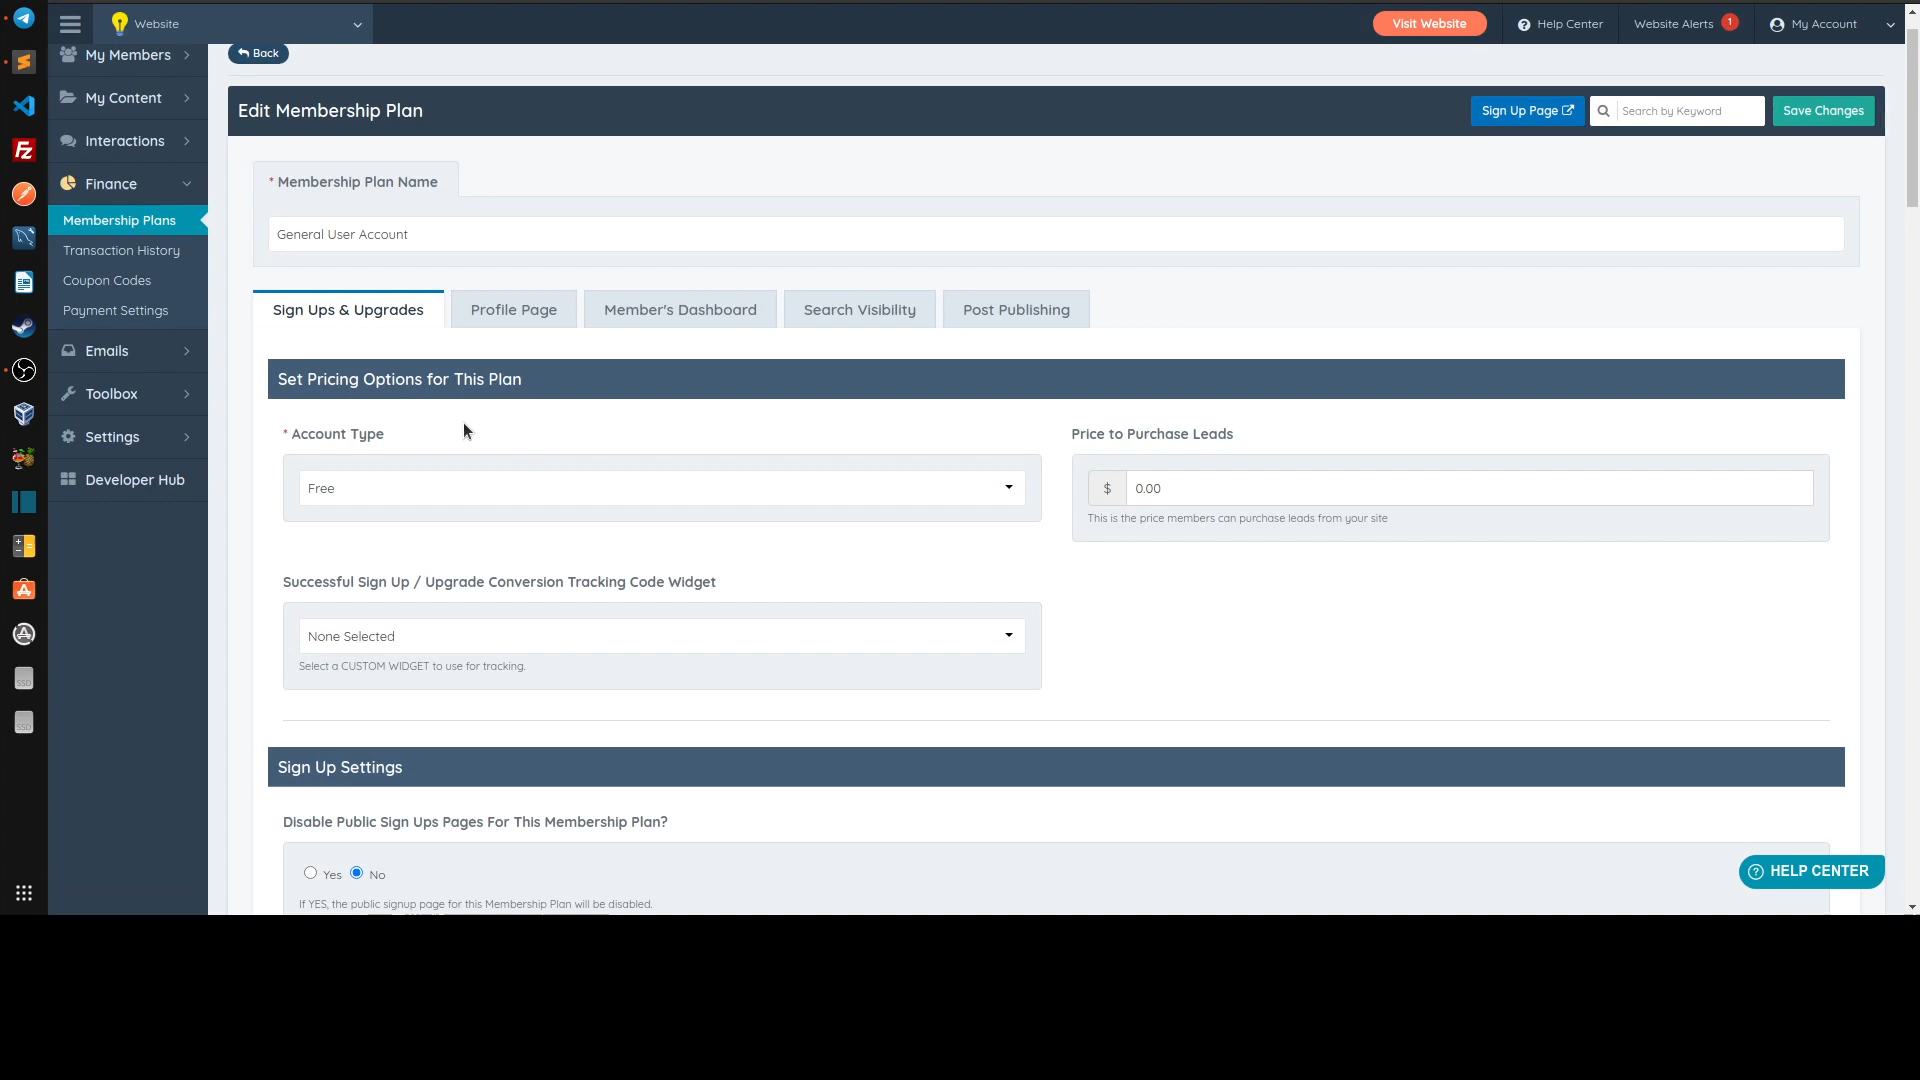 Website
Visit Website
Help Center
Website Alerts 1
My Account
My Members
Back
My Content
Edit Membership Plan
Sign Up Page
Search by Keyword
Save Changes
Interactions
Finance
* Membership Plan Name
Membership Plans
General User Account
Transaction History
Coupon Codes
Payment Settings
Sign Ups & Upgrades
Profile Page
Member's Dashboard
Search Visibility
Post Publishing
Emails
Toolbox
Settings
Developer Hub
Set Pricing Options for This Plan
* Account Type
Price to Purchase Leads
Free
$ 0.00
This is the price members can purchase leads from your site
Successful Sign Up / Upgrade Conversion Tracking Code Widget
None Selected
Select a CUSTOM WIDGET to use for tracking.
Sign Up Settings
Disable Public Sign Ups Pages For This Membership Plan?
Yes No
If YES, the public signup page for this Membership Plan will be disabled.
HELP CENTER
SSD
SSD